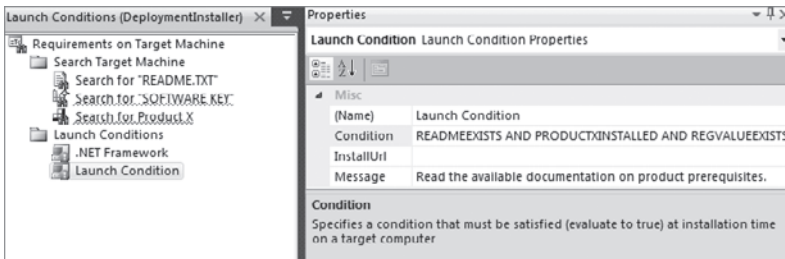 Launch Conditions (DeploymentInstaller)
Requirements on Target Machine
Search Target Machine
Search for "README.TXT"
Search for "SOFTWARE KEY"
Search for Product X
Launch Conditions
.NET Framework
Launch Condition
Properties
Launch Condition Launch Condition Properties
Misc
(Name) Launch Condition
Condition READMEEXISTS AND PRODUCTXINSTALLED AND REGVALUEEXISTS
InstallUrl
Message Read the available documentation on product prerequisites.
Condition
Specifies a condition that must be satisfied (evaluate to true) at installation time
on a target computer